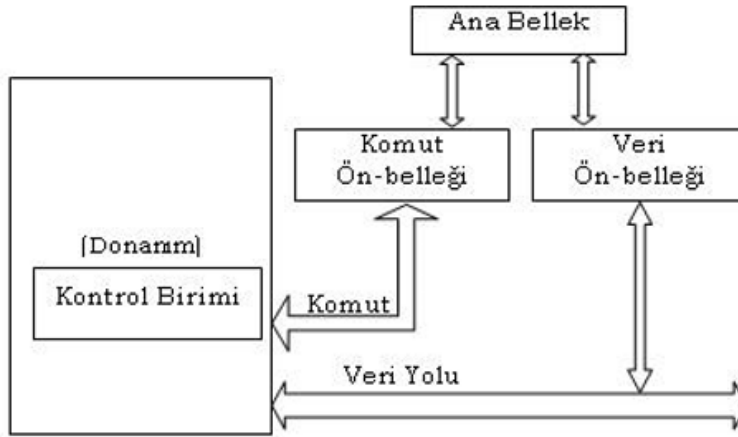 Ana Bellek
Komut
Ön-belleği
Veri
Ön-belleği
(Donanım)
Kontrol Birimi
Komut
Veri Yolu